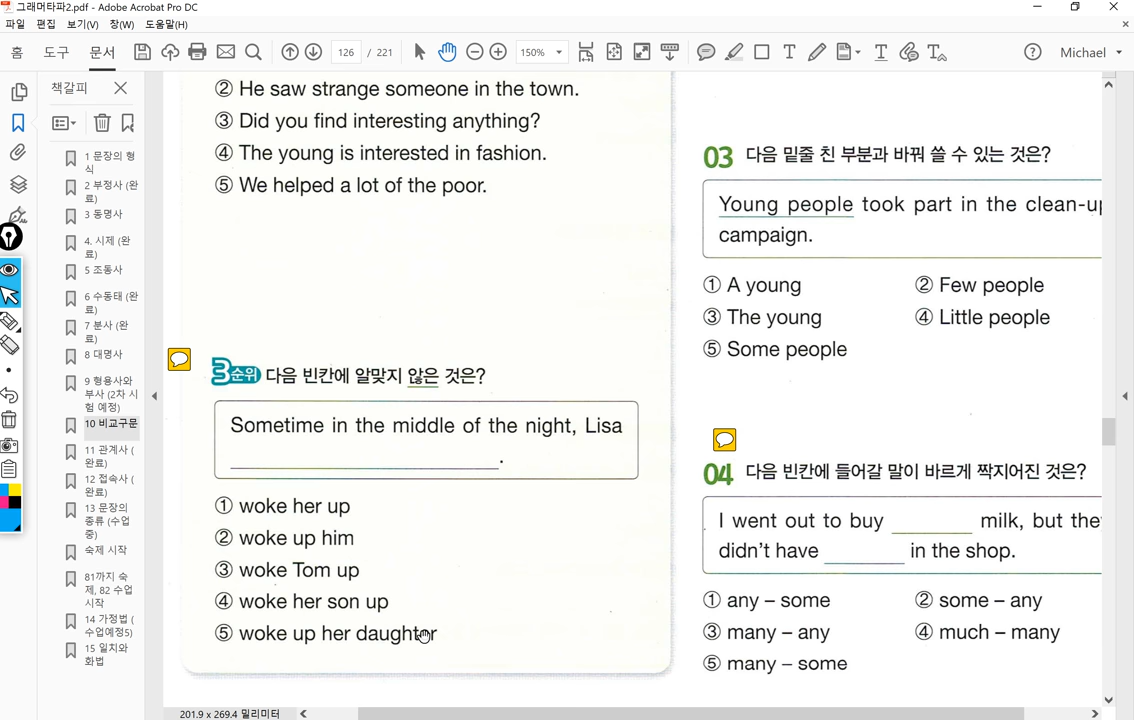 그래머타파2.pdf - Adobe Acrobat Pro DC
파일 편집 보기(V) 창(W) 도움말(H)
홈 도구 문서
126 / 221
150%
Michael
책갈피
1 문장의 형
식
2 부정사 (완
료)
3 동명사
4. 시제 (완
료)
5 조동사
6 수동태 (완
료)
7 분사 (완
료)
8 대명사
9 형용사와
부사 (2차 시
험 예정)
10 비교구문
11 관계사 (
완료)
12 접속사 (
완료)
13 문장의
종류 (수업
중)
숙제 시작
81까지 숙
제, 82 수업
시작
14 가정법 (
수업예정5)
15 일치와
화법
② He saw strange someone in the town.
③ Did you find interesting anything?
④ The young is interested in fashion.
⑤ We helped a lot of the poor.
3순위 다음 빈칸에 알맞지 않은 것은?
Sometime in the middle of the night, Lisa
.
① woke her up
② woke up him
③ woke Tom up
④ woke her son up
⑤ woke up her daughter
03 다음 밑줄 친 부분과 바꿔 쓸 수 있는 것은?
Young people took part in the clean-up
campaign.
① A young ② Few people
③ The young ④ Little people
⑤ Some people
04 다음 빈칸에 들어갈 말이 바르게 짝지어진 것은?
I went out to buy milk, but the
didn't have in the shop.
① any – some ② some – any
③ many – any ④ much – many
⑤ many – some
201.9 x 269.4 밀리미터